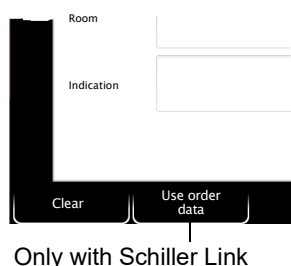 Room
Indication
Clear
Use order
data
Only with Schiller Link